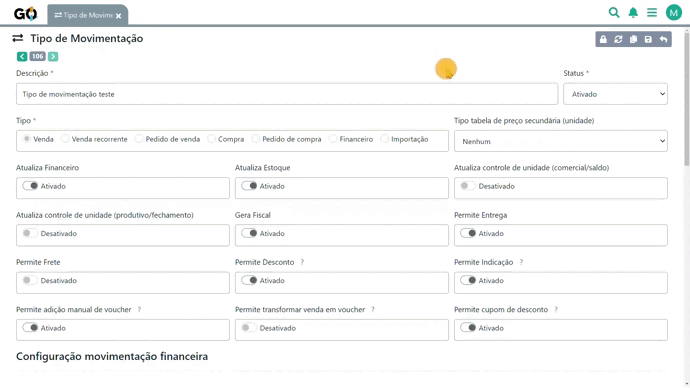 GO
Tipo de Movime
M
Tipo de Movimentação
106
Descrição *
Status *
Tipo de movimentação teste
Ativado
Tipo *
Tipo tabela de preço secundária (unidade)
Venda Venda recorrente Pedido de venda Compra Pedido de compra Financeiro Importação
Nenhum
Atualiza Financeiro
Atualiza Estoque
Atualiza controle de unidade (comercial/saldo)
Ativado
Ativado
Desativado
Atualiza controle de unidade (produtivo/fechamento)
Gera Fiscal
Permite Entrega
Desativado
Ativado
Ativado
Permite Frete
Permite Desconto ?
Permite Indicação ?
Desativado
Ativado
Ativado
Permite adição manual de voucher ?
Permite transformar venda em voucher ?
Permite cupom de desconto ?
Ativado
Desativado
Ativado
Configuração movimentação financeira